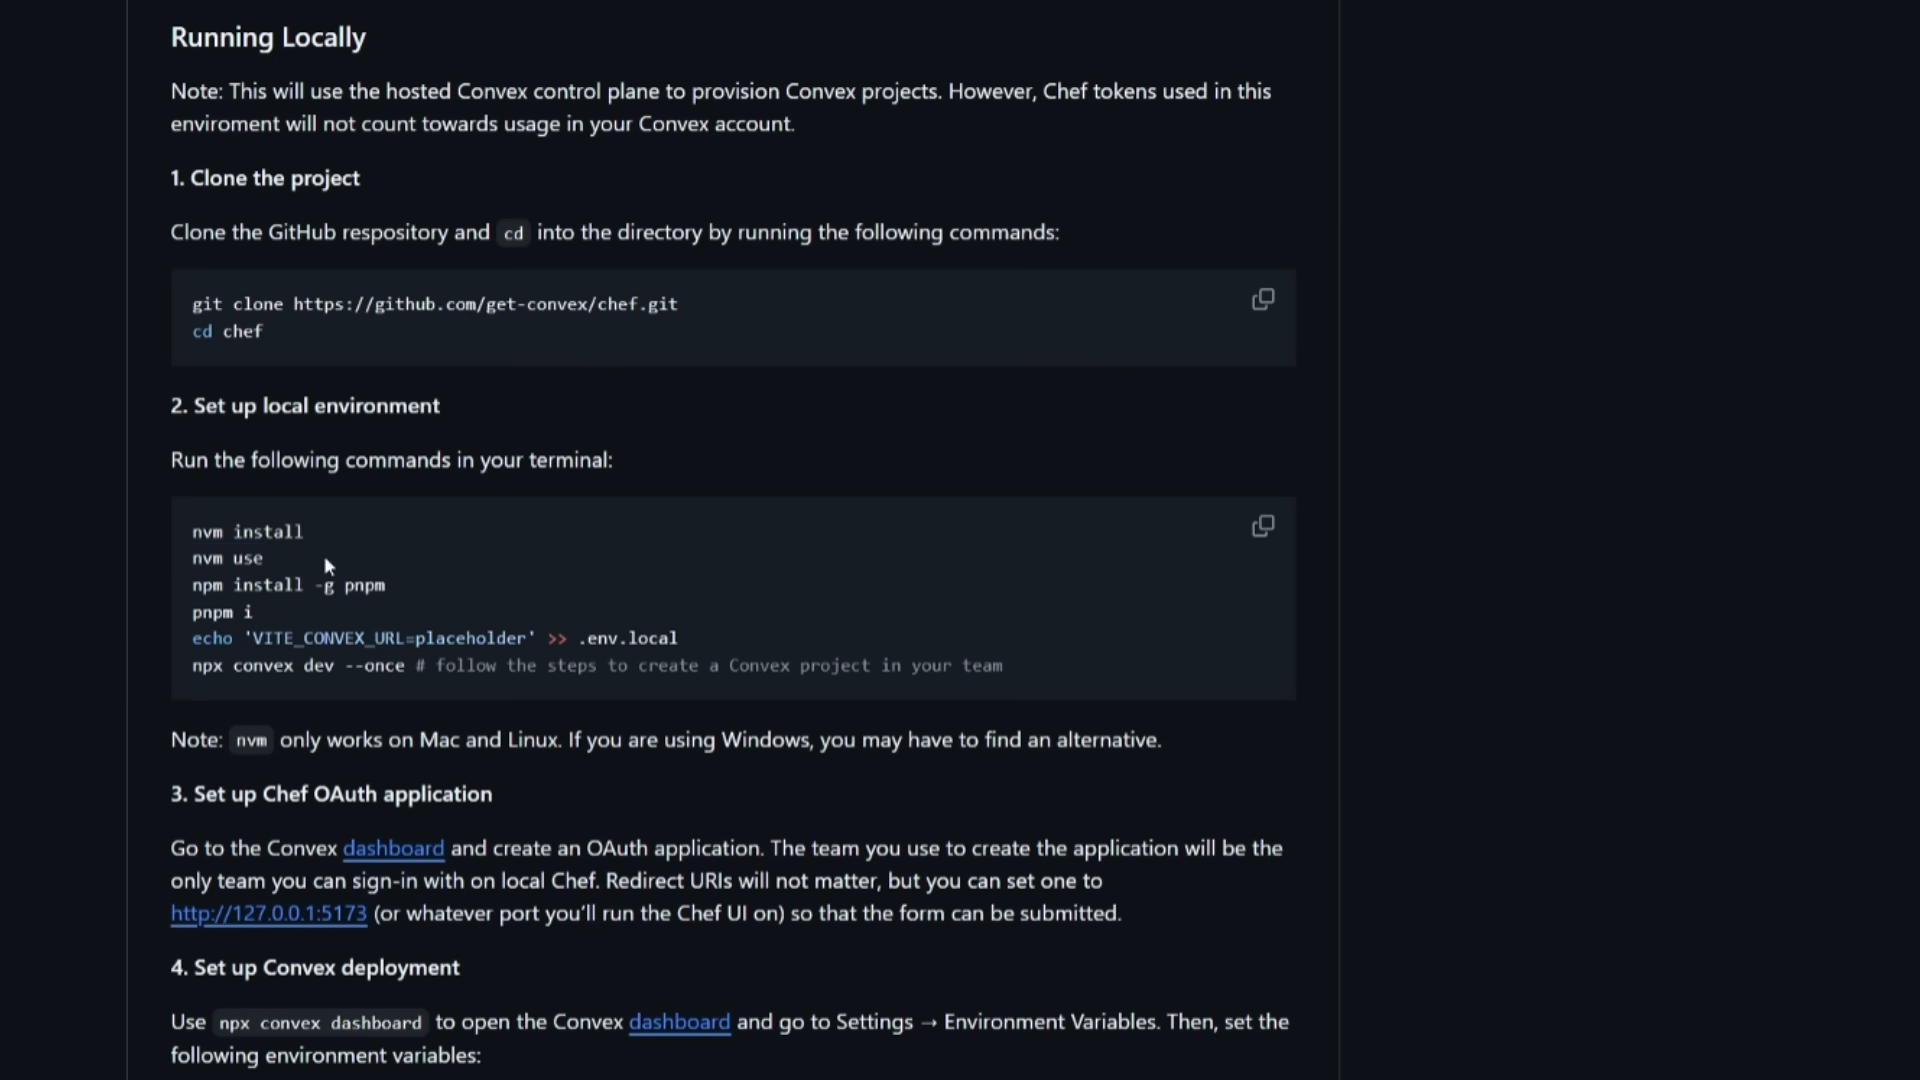 Running Locally
Note: This will use the hosted Convex control plane to provision Convex projects. However, Chef tokens used in this
enviroment will not count towards usage in your Convex account.
1. Clone the project
Clone the GitHub respository and cd into the directory by running the following commands:
git clone https://github.com/get-convex/chef.git
cd chef
2. Set up local environment
Run the following commands in your terminal:
nvm install
nvm use
npm install -g pnpm
pnpm i
echo 'VITE_CONVEX_URL=placeholder' >> .env.local
npx convex dev --once # follow the steps to create a Convex project in your team
Note: nvm only works on Mac and Linux. If you are using Windows, you may have to find an alternative.
3. Set up Chef OAuth application
Go to the Convex dashboard and create an OAuth application. The team you use to create the application will be the
only team you can sign-in with on local Chef. Redirect URIs will not matter, but you can set one to
http://127.0.0.1:5173 (or whatever port you'll run the Chef UI on) so that the form can be submitted.
4. Set up Convex deployment
Use npx convex dashboard to open the Convex dashboard and go to Settings → Environment Variables. Then, set the
following environment variables: